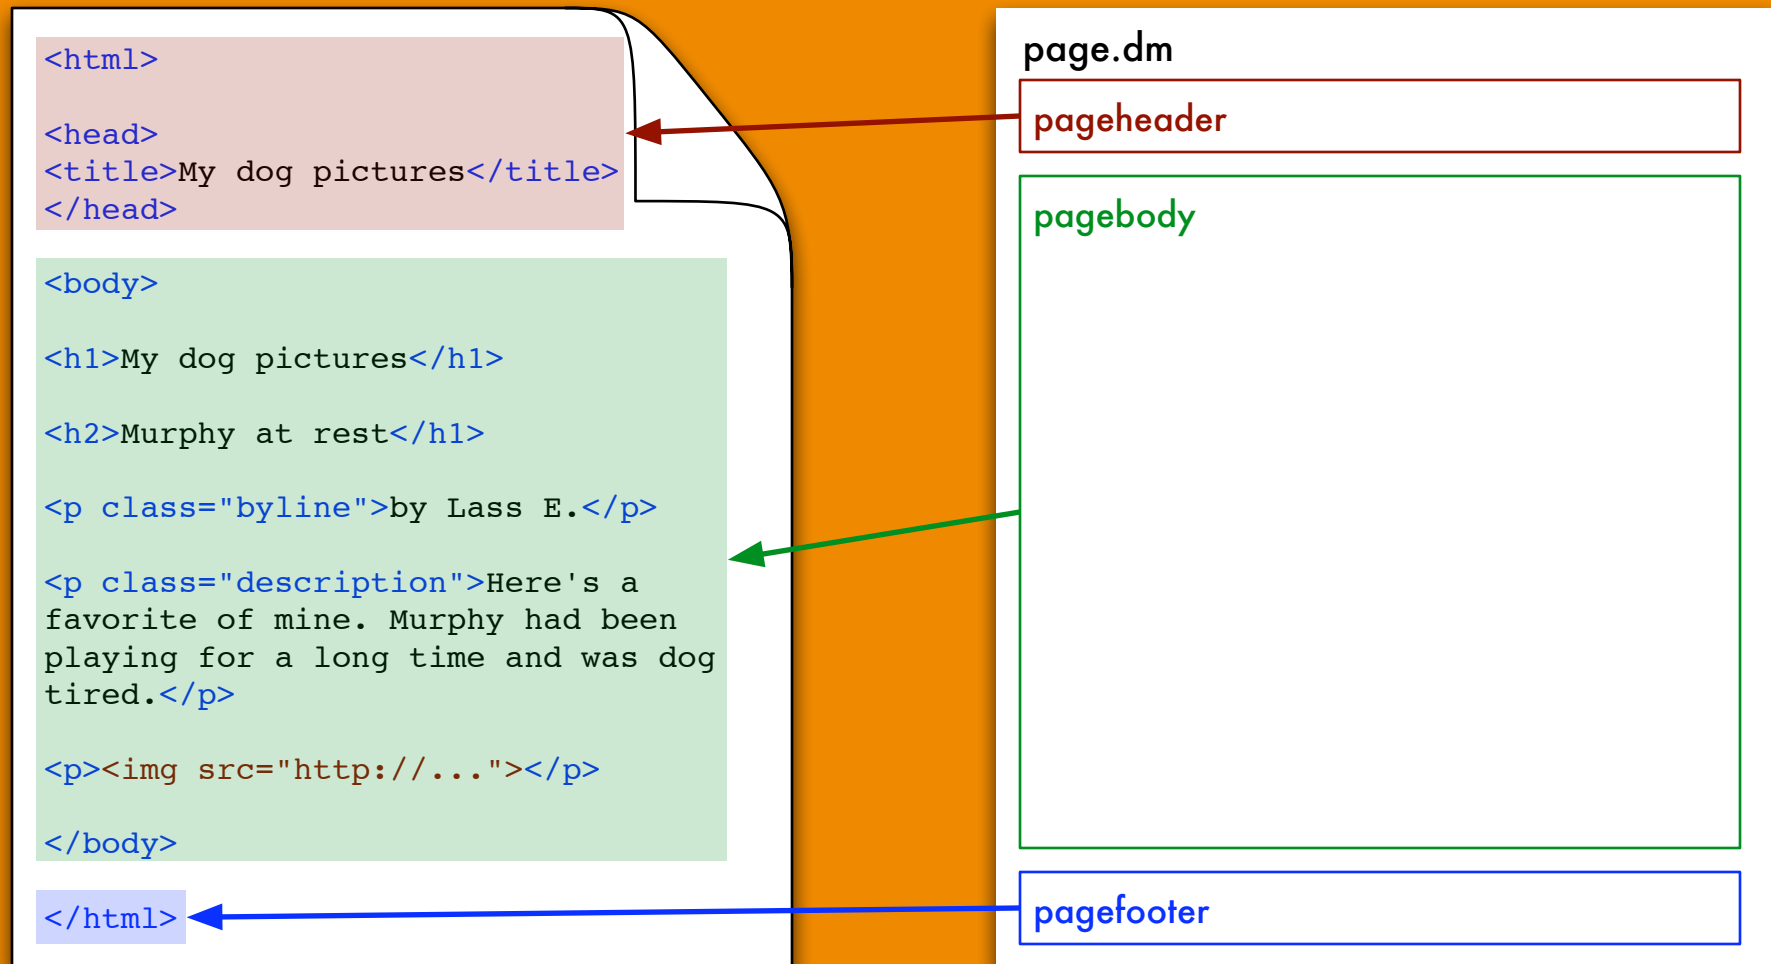 <html>
<head>
<title>My dog pictures</title>
</head>
<body>
<h1>My dog pictures</h1>
<h2>Murphy at rest</h1>
<p class="byline">by Lass E.</p>
<p class="description">Here's a
favorite of mine. Murphy had been
playing for a long time and was dog
tired.</p>
<p><img src="http://..."></p>
</body>
</html>
page.dm
pageheader
pagebody
pagefooter